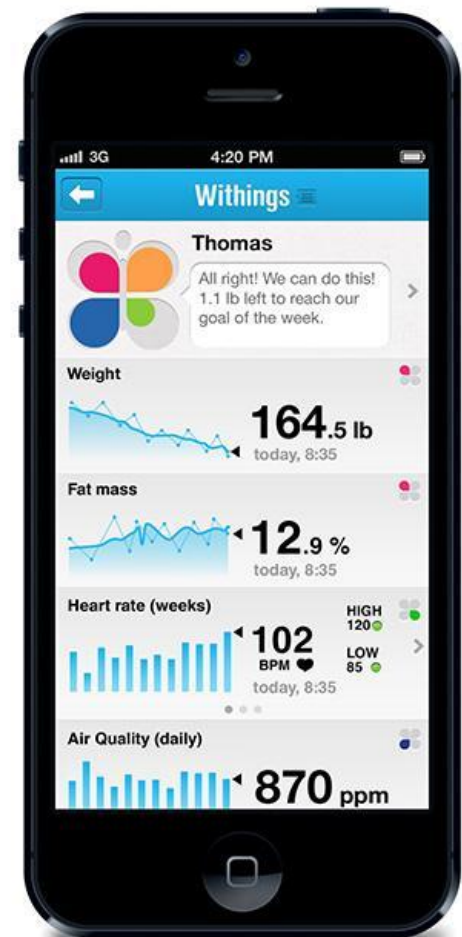 3G 4:20 PM
Withings
Thomas
All right! We can do this!
1.1 lb left to reach our
goal of the week.
Weight
164.5 lb
today, 8:35
Fat mass
12.9 %
today, 8:35
Heart rate (weeks)
HIGH
120
102
BPM
LOW
85
today, 8:35
Air Quality (daily)
870 ppm